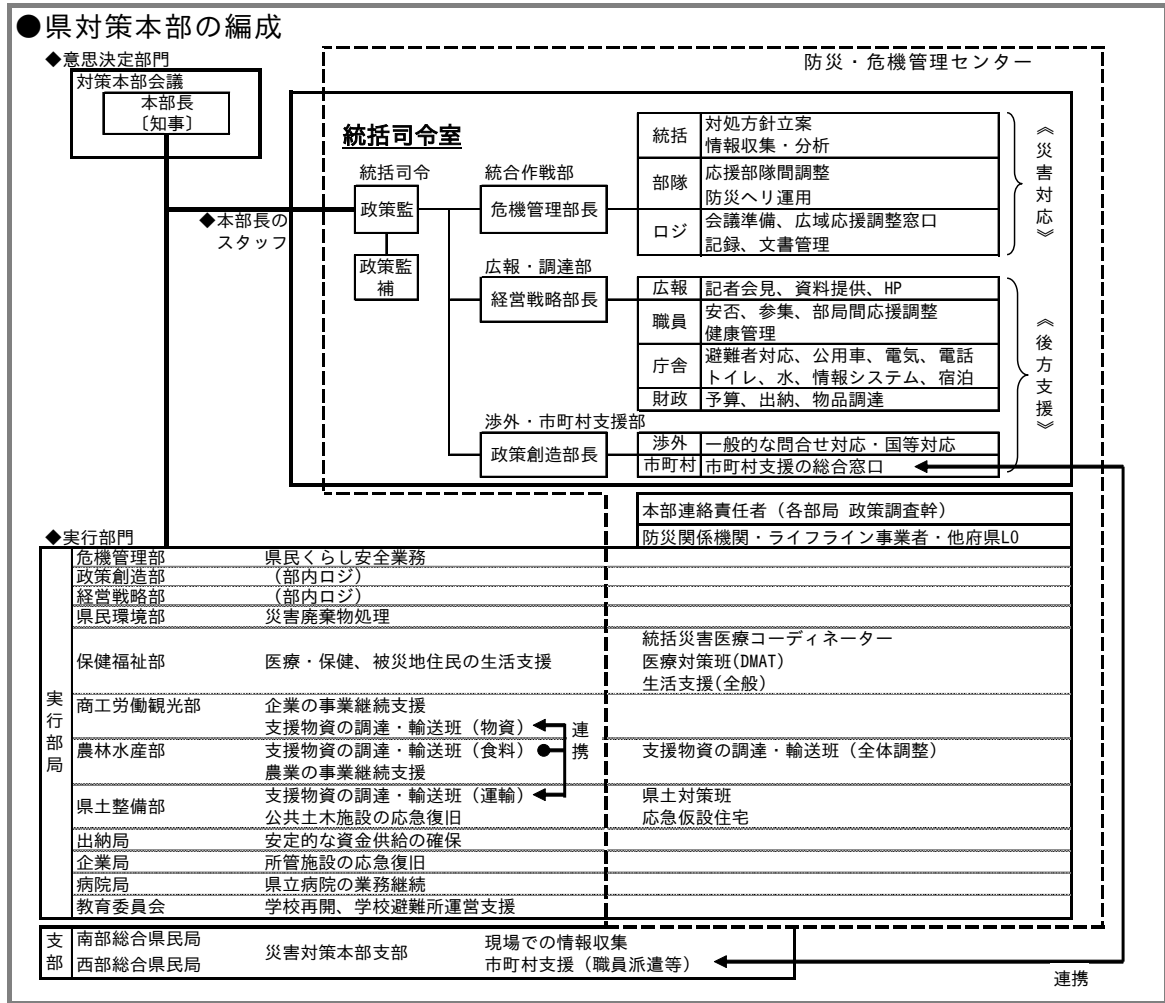 ●県対策本部の編成
◆意思決定部門
対策本部会議
本部長
〔知事〕
防災・危機管理センター
統括司令室
統括司令
政策監
政策監
補
◆本部長の
スタッフ
統合作戦部
危機管理部長
統括
対処方針立案
情報収集・分析
部隊
応援部隊間調整
防災ヘリ運用
ロジ
会議準備、広域応援調整窓口
記録、文書管理
《災害対応》
広報・調達部
経営戦略部長
広報
記者会見、資料提供、HP
職員
安否、参集、部局間応援調整
健康管理
庁舎
避難者対応、公用車、電気、電話
トイレ、水、情報システム、宿泊
財政
予算、出納、物品調達
《後方支援》
渉外・市町村支援部
政策創造部長
渉外
一般的な問合せ対応・国等対応
市町村
市町村支援の総合窓口
本部連絡責任者（各部局 政策調査幹）
防災関係機関・ライフライン事業者・他府県LO
◆実行部門
実行部局
危機管理部 県民くらし安全業務
政策創造部 （部内ロジ）
経営戦略部 （部内ロジ）
県民環境部 災害廃棄物処理
保健福祉部 医療・保健、被災地住民の生活支援
統括災害医療コーディネーター
医療対策班(DMAT)
生活支援(全般)
商工労働観光部 企業の事業継続支援
支援物資の調達・輸送班（物資）
連携
農林水産部 支援物資の調達・輸送班（食料）
農業の事業継続支援
支援物資の調達・輸送班（全体調整）
県土整備部 支援物資の調達・輸送班（運輸）
公共土木施設の応急復旧
県土対策班
応急仮設住宅
出納局 安定的な資金供給の確保
企業局 所管施設の応急復旧
病院局 県立病院の業務継続
教育委員会 学校再開、学校避難所運営支援
支部
南部総合県民局
西部総合県民局
災害対策本部支部
現場での情報収集
市町村支援（職員派遣等）
連携